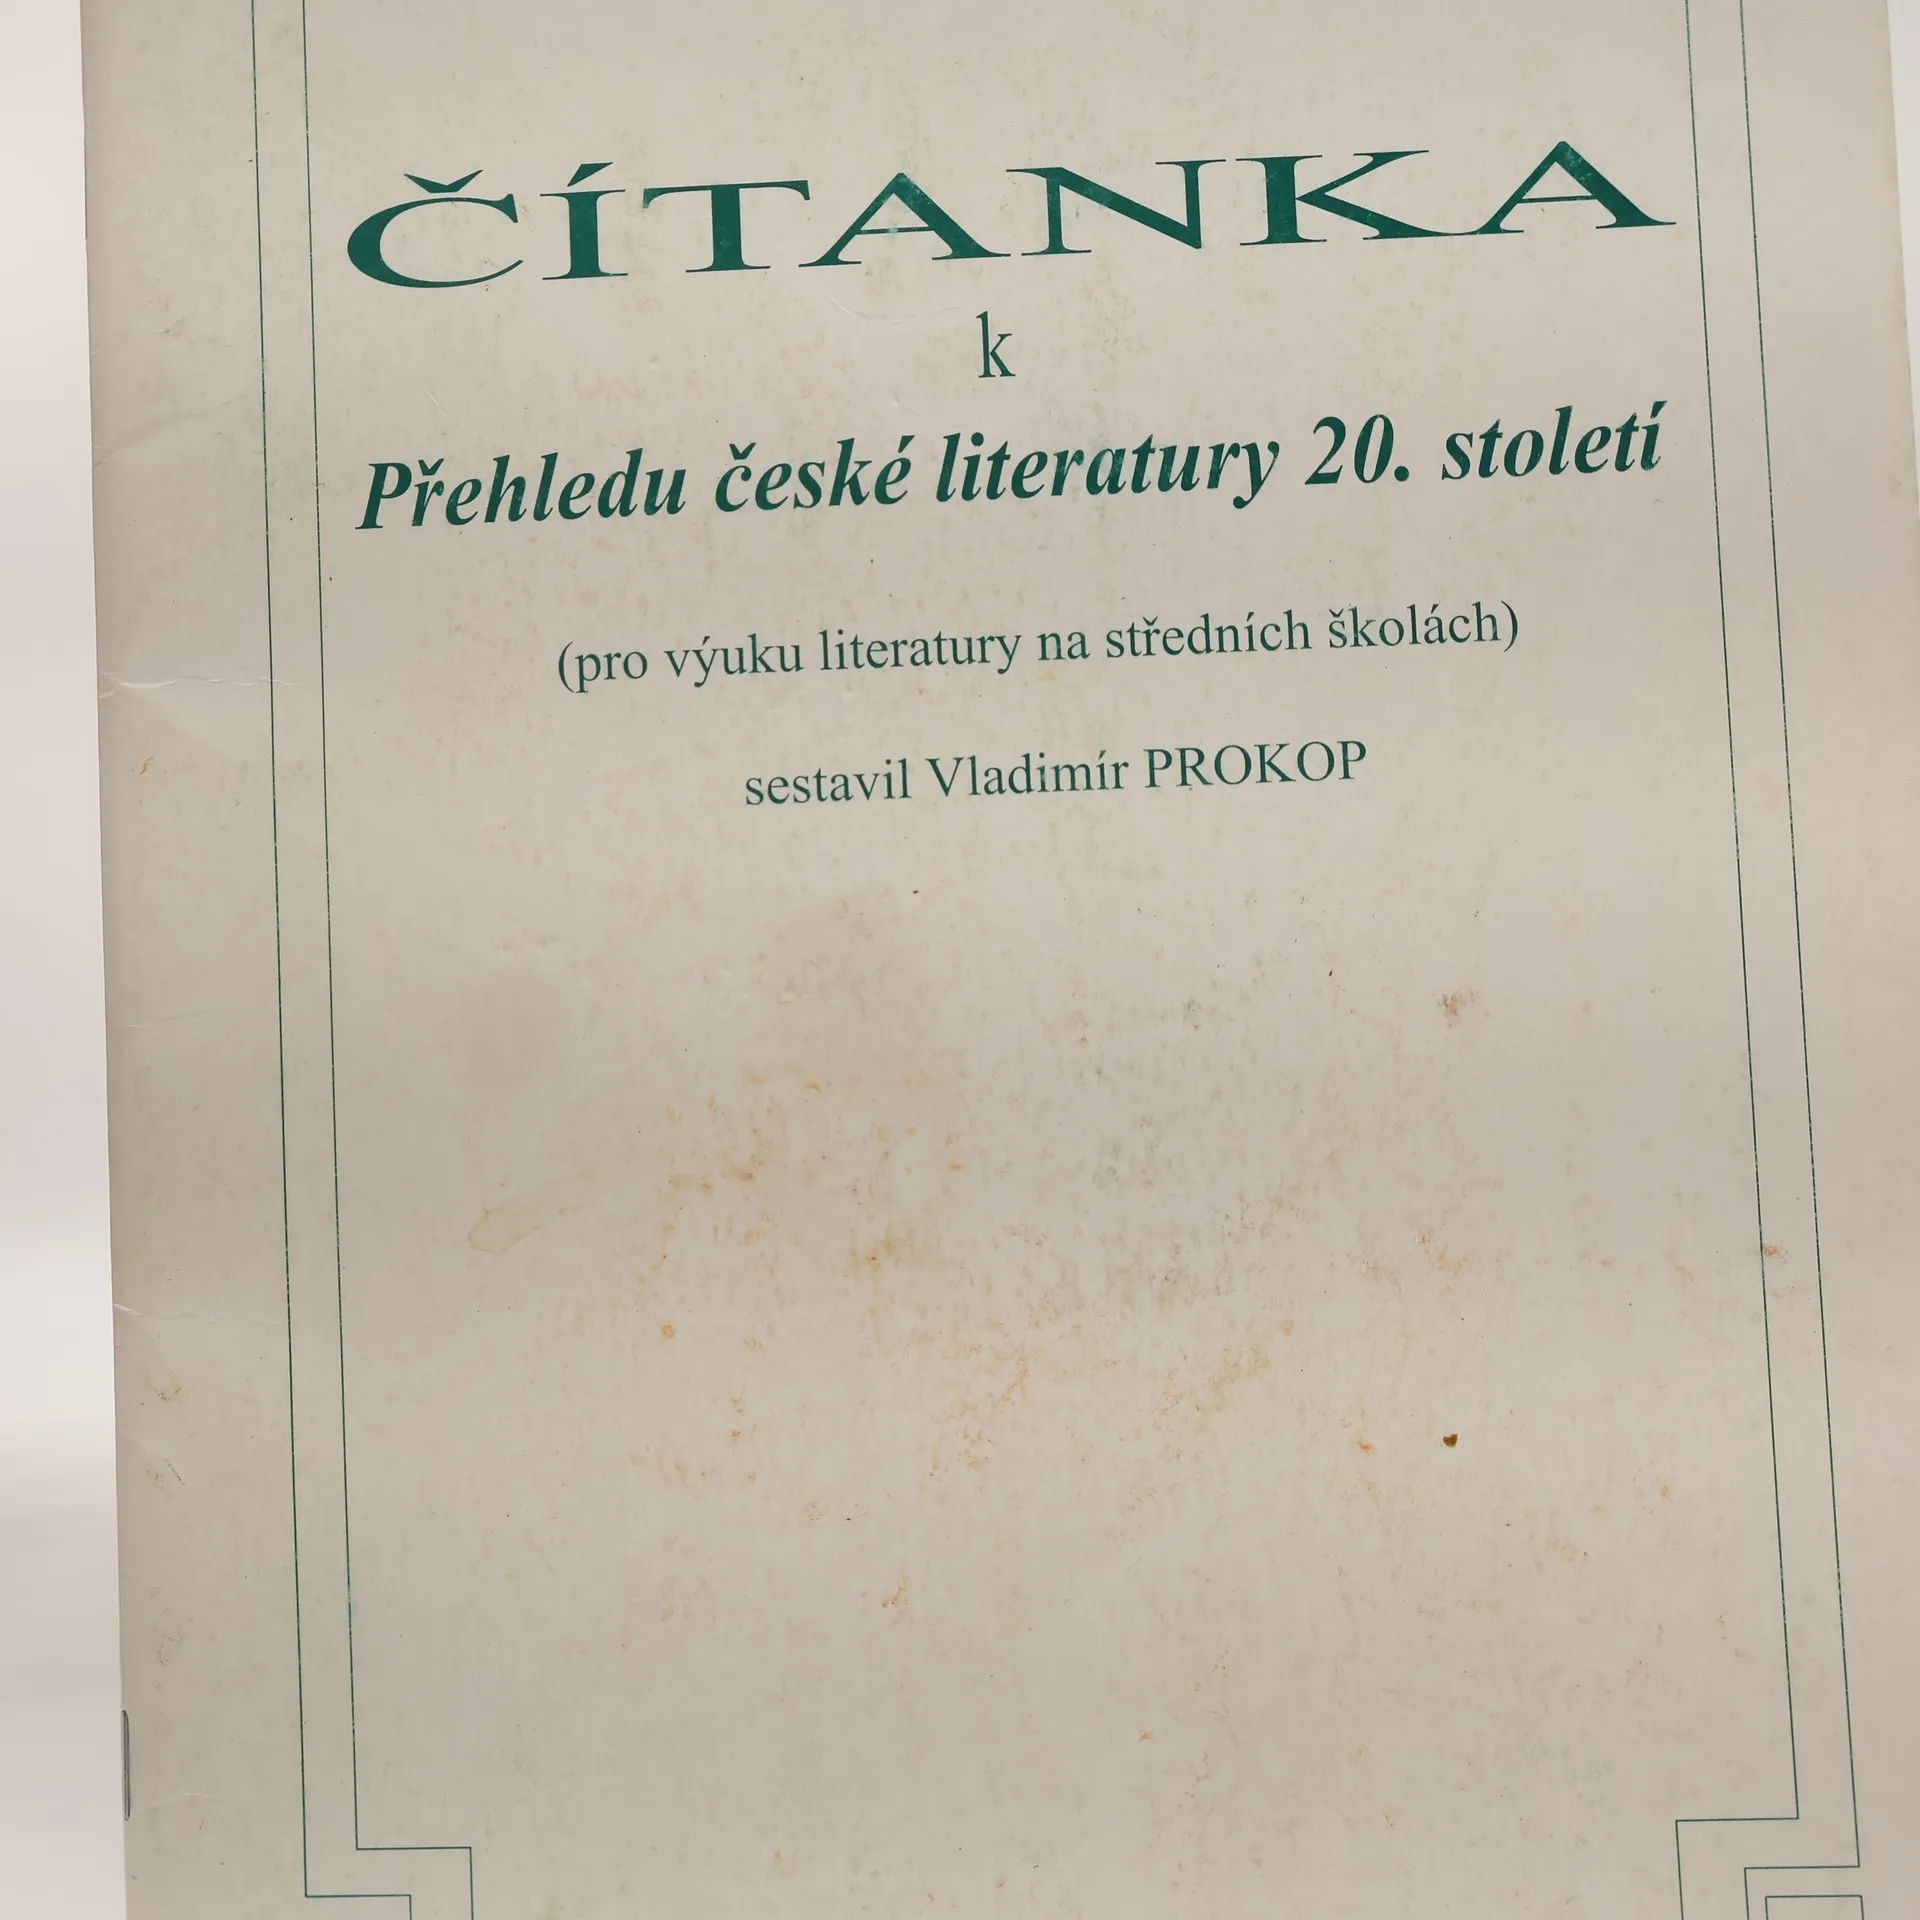 ČÍTANKA
k
Přehledu české literatury 20. století
(pro výuku literatury na středních školách)
sestavil Vladimír PROKOP